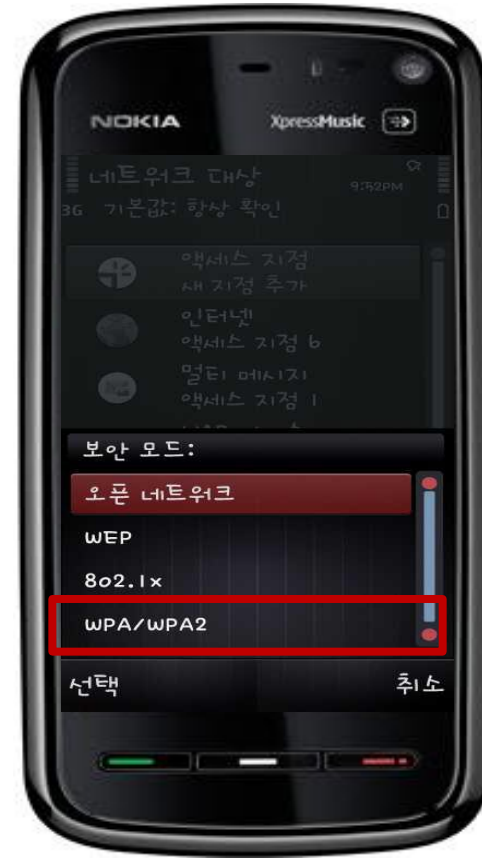 NOKIA XpressMusic
네트워크 대상
9:52PM
3G 기본값: 항상 확인
액세스 지점
새 지점 추가
인터넷
액세스 지점 6
멀티 메시지
액세스 지점 1
보안 모드:
오픈 네트워크
WEP
802.1x
WPA/WPA2
선택 취소